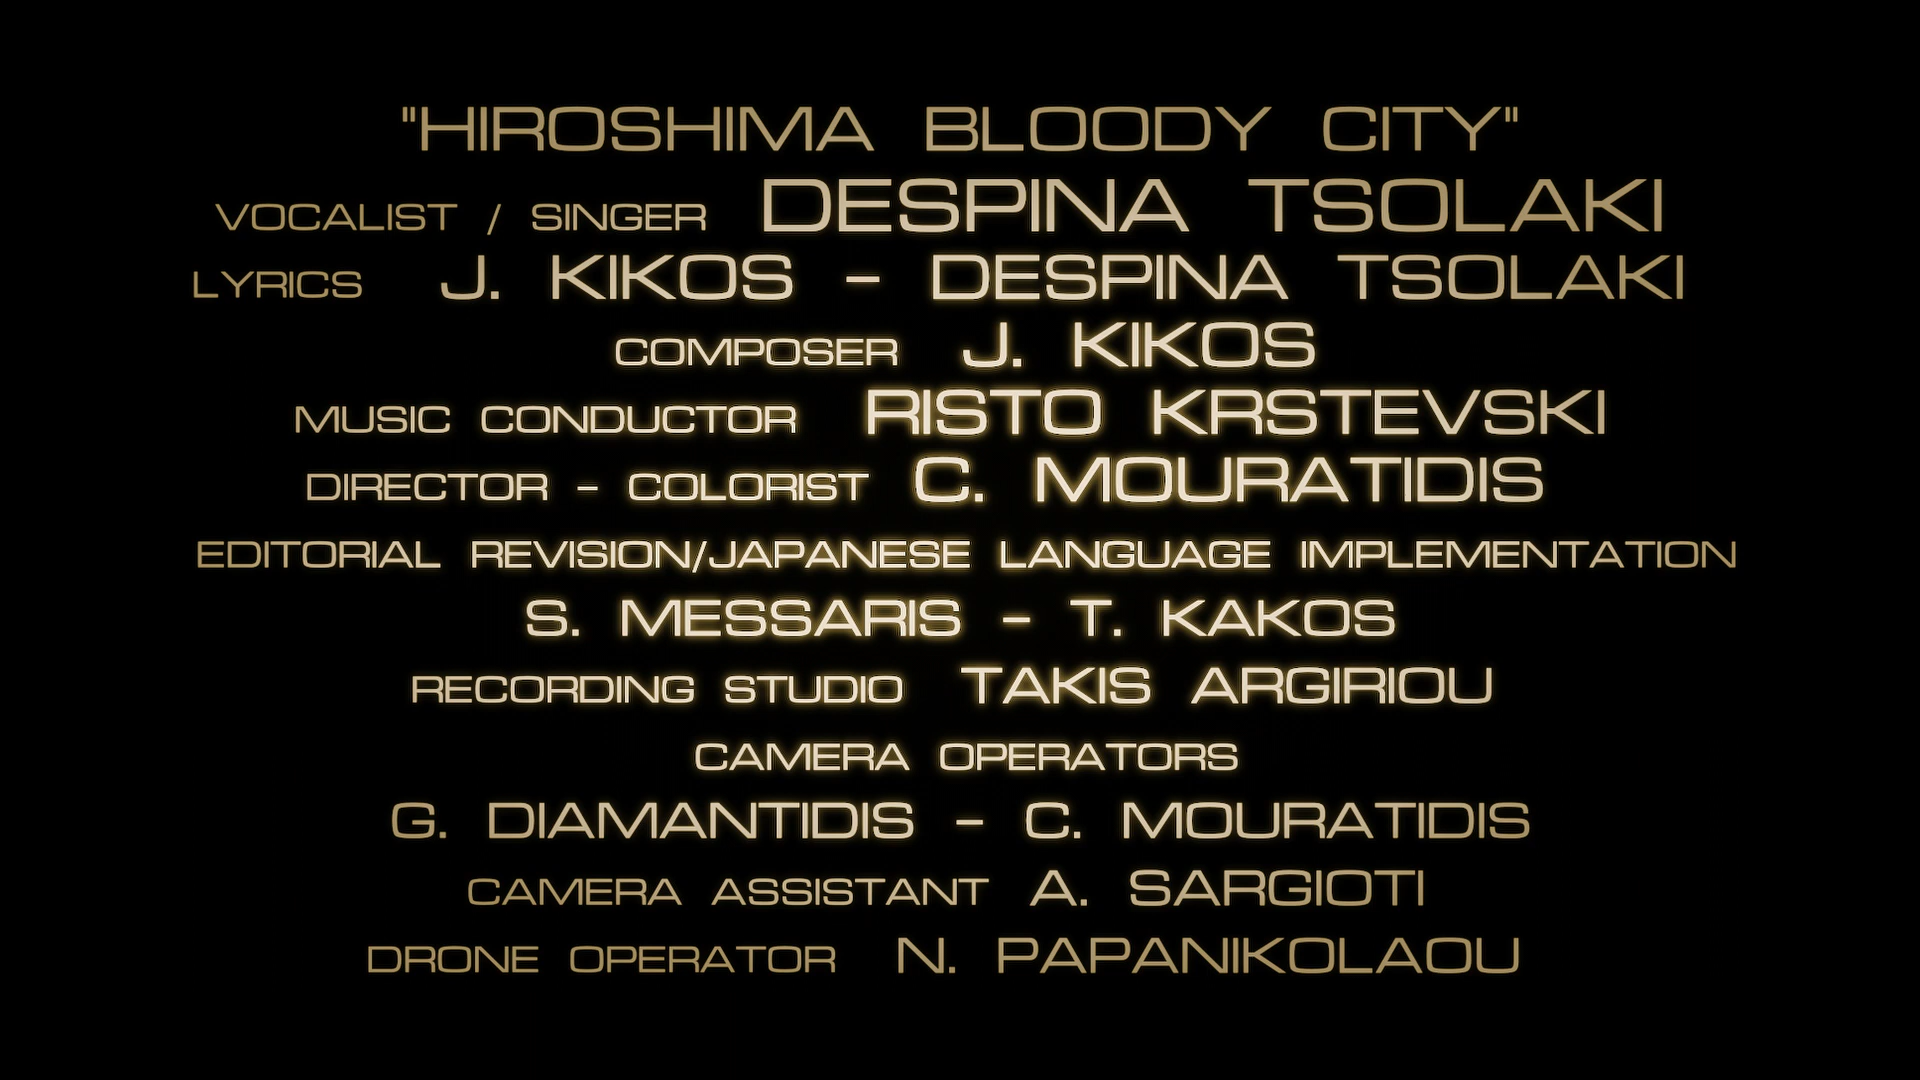 "HIROSHIMA BLOODY CITY"
VOCALIST / SINGER DESPINA TSOLAKI
LYRICS J. KIKOS - DESPINA TSOLAKI
COMPOSER J. KIKOS
MUSIC CONDUCTOR RISTO KRSTEVSKI
DIRECTOR - COLORIST C. MOURATIDIS
EDITORIAL REVISION/JAPANESE LANGUAGE IMPLEMENTATION
S. MESSARIS - T. KAKOS
RECORDING STUDIO TAKIS ARGIRIOU
CAMERA OPERATORS
G. DIAMANTIDIS - C. MOURATIDIS
CAMERA ASSISTANT A. SARGIOTI
DRONE OPERATOR N. PAPANIKOLAOU